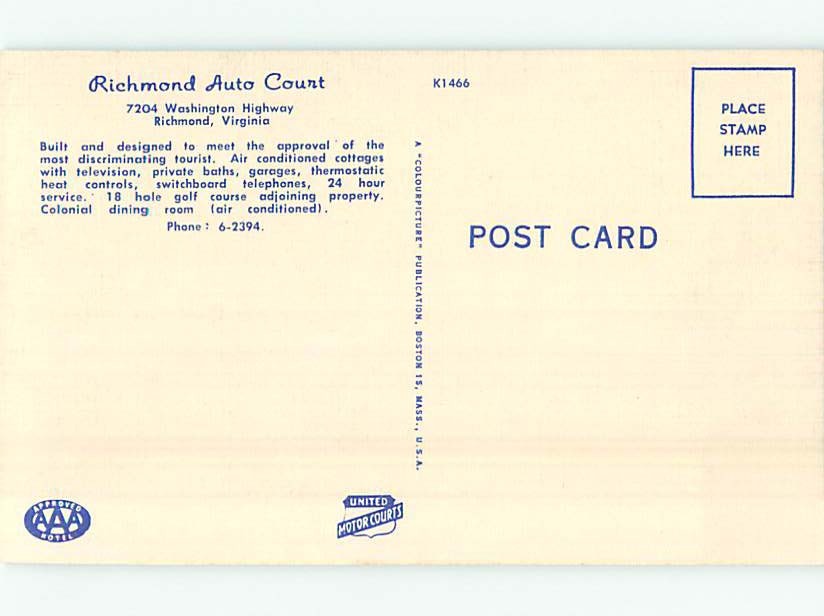 Richmond Auto Court
7204 Washington Highway
Richmond, Virginia
Built and designed to meet the approval of the
most discriminating tourist. Air conditioned cottages
with television, private baths, garages, thermostatic
heat controls, switchboard telephones, 24 hour
service. 18 hole golf course adjoining property.
Colonial dining room (air conditioned).
Phone: 6-2394.
APPROVED
AAA
HOTEL
UNITED
MOTOR COURTS
A "COLOURPICTURE" PUBLICATION, BOSTON 15, MASS., U.S.A.
K1466
PLACE
STAMP
HERE
POST CARD